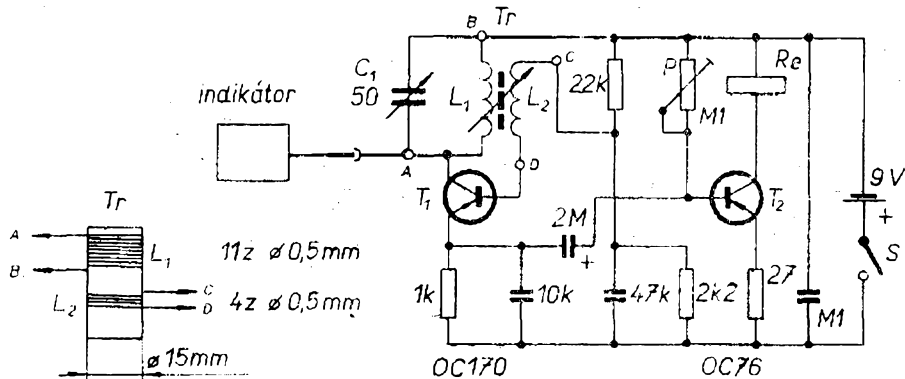 B
Tr
C₁
50
indikátor
L₁
L₂
C
22k
P
M1
Re
A
D
T₁
T₂
9V
+
S
2M
+
1k
10k
47k
2k2
27
M1
OC170
OC76
Tr
A
L₁
11z ⌀ 0,5mm
B
L₂
C
D
4z ⌀ 0,5mm
⌀ 15mm